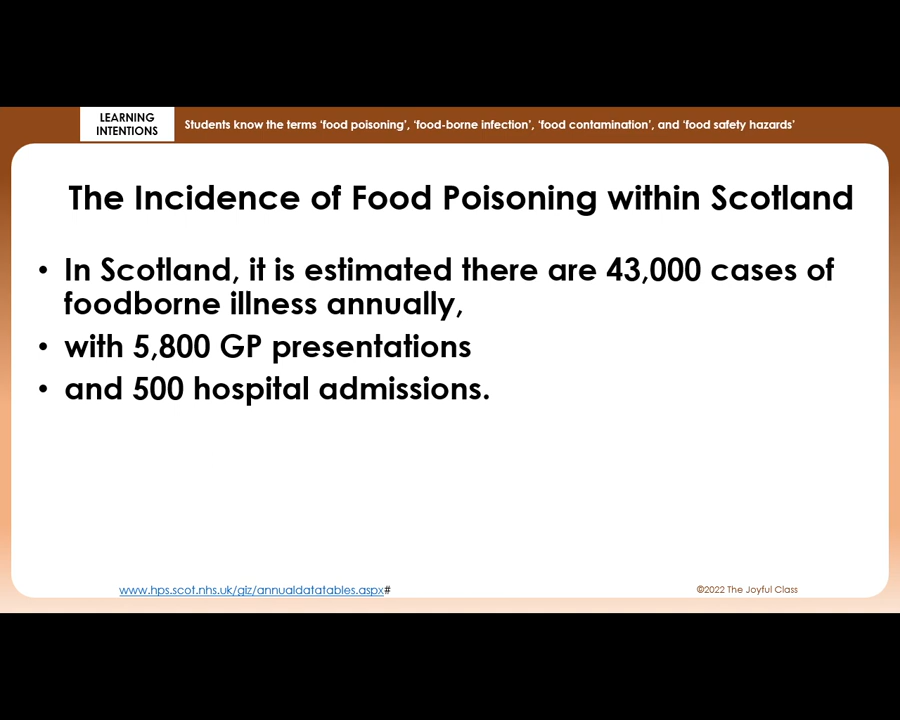 LEARNING
INTENTIONS
Students know the terms ‘food poisoning’, ‘food-borne infection’, ‘food contamination’, and ‘food safety hazards’
The Incidence of Food Poisoning within Scotland
• In Scotland, it is estimated there are 43,000 cases of
foodborne illness annually,
• with 5,800 GP presentations
• and 500 hospital admissions.
www.hps.scot.nhs.uk/giz/annualdatatables.aspx#
©2022 The Joyful Class